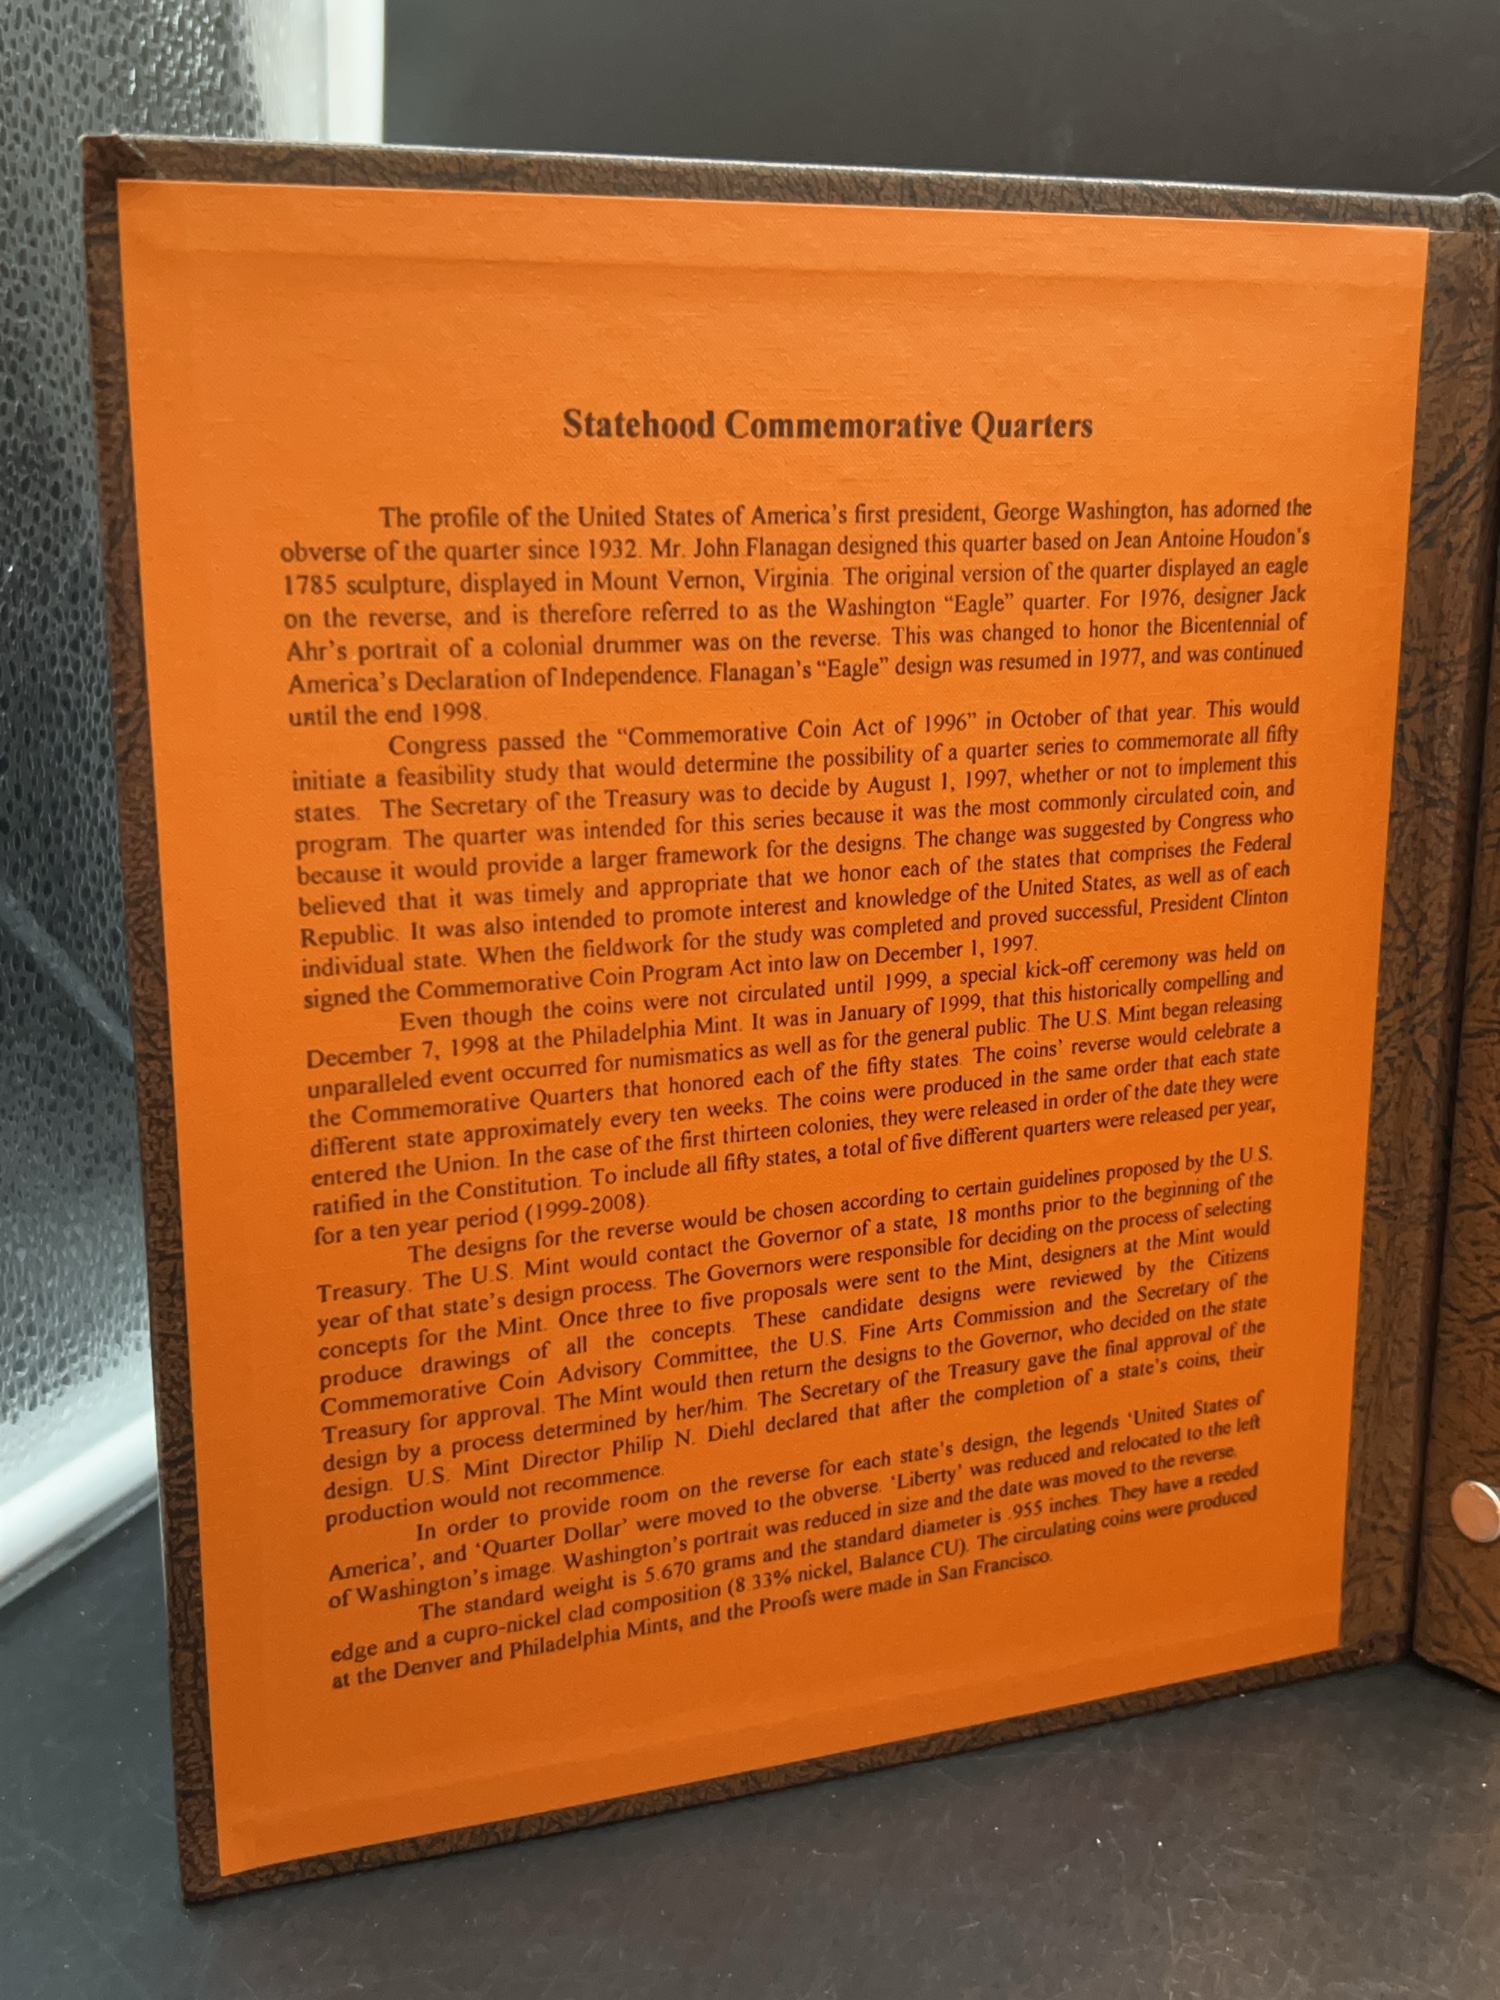 Statehood Commemorative Quarters
The profile of the United States of America's first president, George Washington, has adorned the
obverse of the quarter since 1932. Mr. John Flanagan designed this quarter based on Jean Antoine Houdon's
1785 sculpture, displayed in Mount Vernon, Virginia. The original version of the quarter displayed an eagle
on the reverse, and is therefore referred to as the Washington “Eagle” quarter. For 1976, designer Jack
Ahr's portrait of a colonial drummer was on the reverse. This was changed to honor the Bicentennial of
America's Declaration of Independence. Flanagan's “Eagle” design was resumed in 1977, and was continued
until the end 1998.
Congress passed the “Commemorative Coin Act of 1996” in October of that year. This would
initiate a feasibility study that would determine the possibility of a quarter series to commemorate all fifty
states. The Secretary of the Treasury was to decide by August 1, 1997, whether or not to implement this
program. The quarter was intended for this series because it was the most commonly circulated coin, and
because it would provide a larger framework for the designs. The change was suggested by Congress who
believed that it was timely and appropriate that we honor each of the states that comprises the Federal
Republic. It was also intended to promote interest and knowledge of the United States, as well as of each
individual state. When the fieldwork for the study was completed and proved successful, President Clinton
signed the Commemorative Coin Program Act into law on December 1, 1997.
Even though the coins were not circulated until 1999, a special kick-off ceremony was held on
December 7, 1998 at the Philadelphia Mint. It was in January of 1999, that this historically compelling and
unparalleled event occurred for numismatics as well as for the general public. The U.S. Mint began releasing
the Commemorative Quarters that honored each of the fifty states. The coins' reverse would celebrate a
different state approximately every ten weeks. The coins were produced in the same order that each state
entered the Union. In the case of the first thirteen colonies, they were released in order of the date they were
ratified in the Constitution. To include all fifty states, a total of five different quarters were released per year,
for a ten year period (1999-2008).
The designs for the reverse would be chosen according to certain guidelines proposed by the U.S.
Treasury. The U.S. Mint would contact the Governor of a state, 18 months prior to the beginning of the
year of that state's design process. The Governors were responsible for deciding on the process of selecting
concepts for the Mint. Once three to five proposals were sent to the Mint, designers at the Mint would
produce drawings of all the concepts. These candidate designs were reviewed by the Citizens
Commemorative Coin Advisory Committee, the U.S. Fine Arts Commission and the Secretary of the
Treasury for approval. The Mint would then return the designs to the Governor, who decided on the state
design by a process determined by her/him. The Secretary of the Treasury gave the final approval of the
design. U.S. Mint Director Philip N. Diehl declared that after the completion of a state's coins, their
production would not recommence.
In order to provide room on the reverse for each state's design, the legends ‘United States of
America’, and ‘Quarter Dollar’ were moved to the obverse. ‘Liberty’ was reduced and relocated to the left
of Washington's image. Washington's portrait was reduced in size and the date was moved to the reverse.
The standard weight is 5.670 grams and the standard diameter is .955 inches. They have a reeded
edge and a cupro-nickel clad composition (8.33% nickel, Balance CU). The circulating coins were produced
at the Denver and Philadelphia Mints, and the Proofs were made in San Francisco.